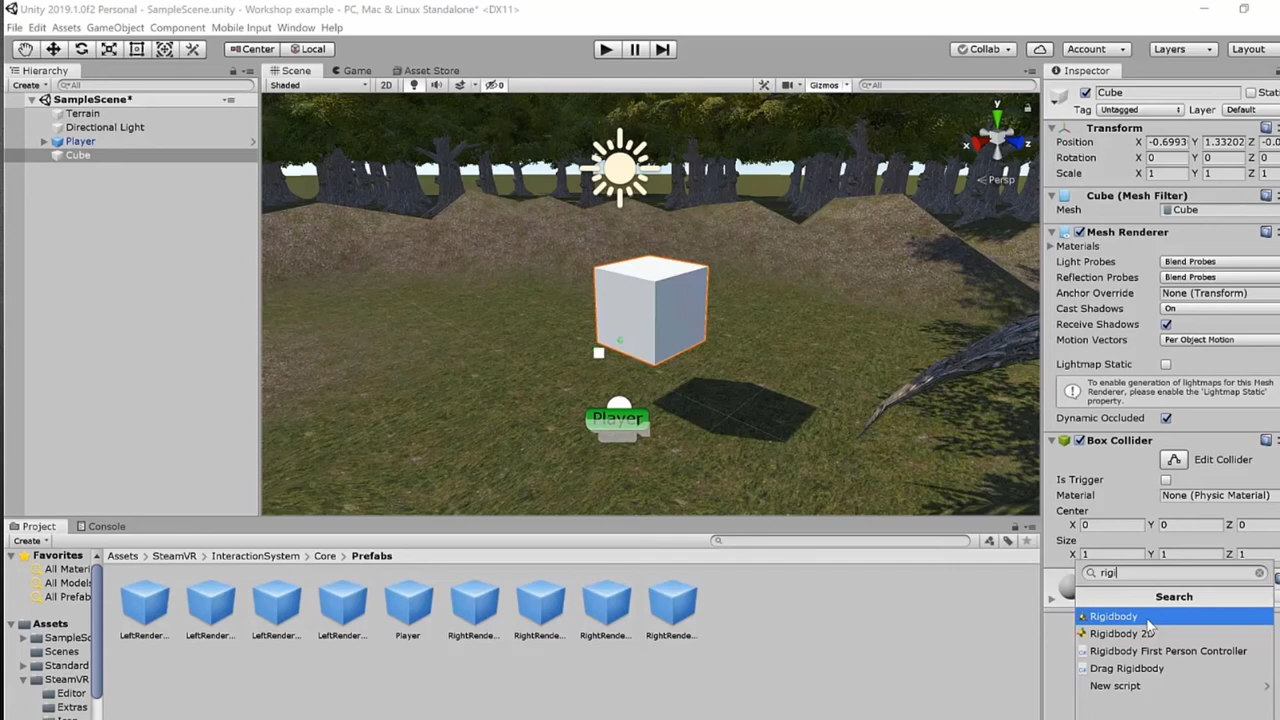 Unity 2019.1.0f2 Personal - SampleScene.unity - Workshop example - PC, Mac & Linux Standalone* <DX11>
File Edit Assets GameObject Component Mobile Input Window Help
Center Local Collab Account Layers Layout
Hierarchy
Create All
SampleScene*
Terrain
Directional Light
Player
Cube
Scene Game Asset Store
Shaded 2D 0 Gizmos All
y
x z
Persp
Player
Inspector
Cube Stati
Tag Untagged Layer Default
Transform
Position X -0.6993 Y 1.33202 Z -0.0
Rotation X 0 Y 0 Z 0
Scale X 1 Y 1 Z 1
Cube (Mesh Filter)
Mesh Cube
Mesh Renderer
Materials
Light Probes Blend Probes
Reflection Probes Blend Probes
Anchor Override None (Transform)
Cast Shadows On
Receive Shadows
Motion Vectors Per Object Motion
Lightmap Static
To enable generation of lightmaps for this Mesh
Renderer, please enable the 'Lightmap Static'
property.
Dynamic Occluded
Box Collider
Edit Collider
Is Trigger
Material None (Physic Material)
Center
X 0 Y 0 Z 0
Size
X 1 Y 1 Z 1
rigi
Search
Rigidbody
Rigidbody 2D
Rigidbody First Person Controller
Drag Rigidbody
New script
Project Console
Create
Favorites
All Materi
All Models
All Prefab
Assets
SampleSc
Scenes
Standard
SteamVR
Editor
Extras
Icon
Assets SteamVR InteractionSystem Core Prefabs
LeftRender... LeftRender... LeftRender... LeftRender... Player RightRende... RightRende... RightRende... RightRende...